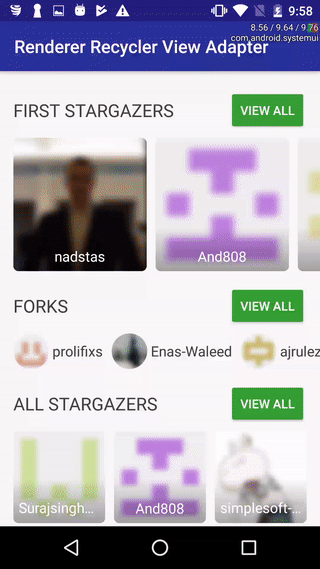 9:58
8.56 / 9.64 / 9.76
com.android.systemui
Renderer Recycler View Adapter
FIRST STARGAZERS
VIEW ALL
nadstas
And808
FORKS
VIEW ALL
prolifixs
Enas-Waleed
ajrulez
ALL STARGAZERS
VIEW ALL
Surajsingh...
And808
simplesoft-...